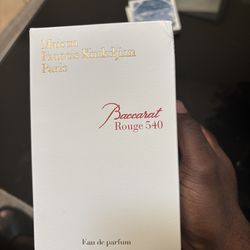 Maison
Francis Kurkdjian
Paris
Baccarat
Rouge 540
Eau de parfum